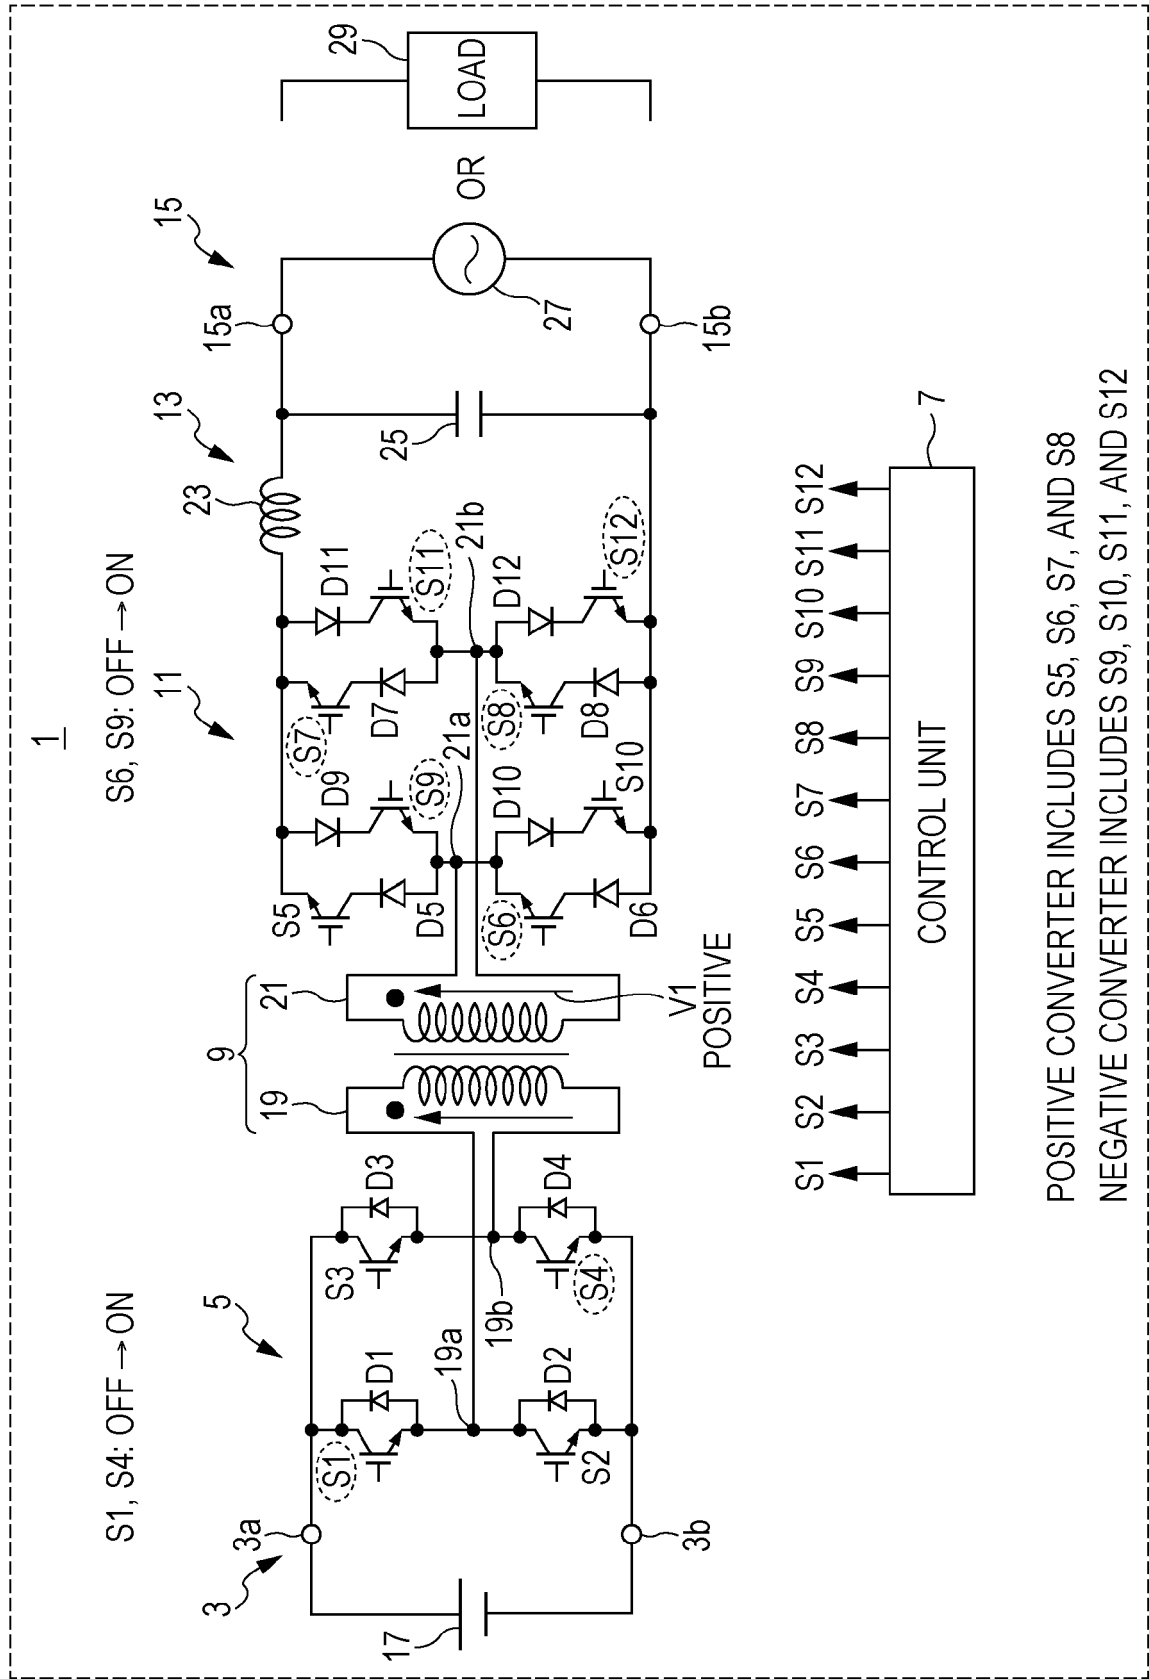 1
S1, S4: OFF→ON
S6, S9: OFF→ON
3
3a
3b
17
5
S1
D1
S2
D2
S3
D3
S4
D4
19a
19b
9
19
21
V1
POSITIVE
11
S5
D5
S6
D6
D9
S9
D10
S10
21a
S7
D7
S8
D8
D11
S11
D12
S12
21b
13
23
25
15
15a
15b
27
OR
29
LOAD
S1 S2 S3 S4 S5 S6 S7 S8 S9 S10 S11 S12
CONTROL UNIT
7
POSITIVE CONVERTER INCLUDES S5, S6, S7, AND S8
NEGATIVE CONVERTER INCLUDES S9, S10, S11, AND S12